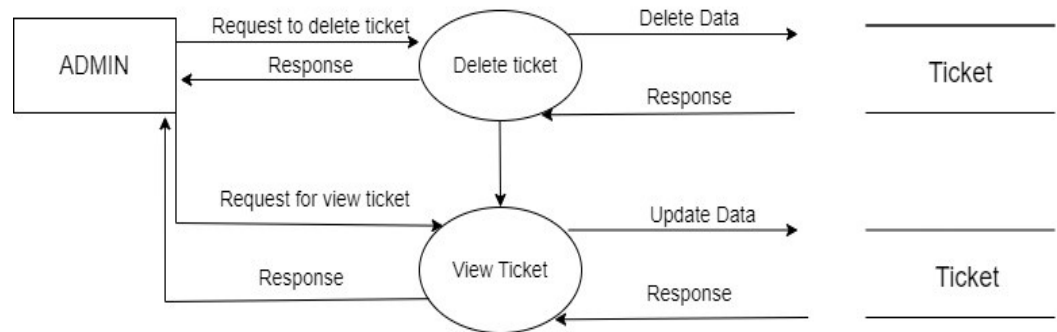 Request to delete ticket
Delete Data
ADMIN
Response
Delete ticket
Ticket
Response
Request for view ticket
Update Data
View Ticket
Response
Ticket
Response